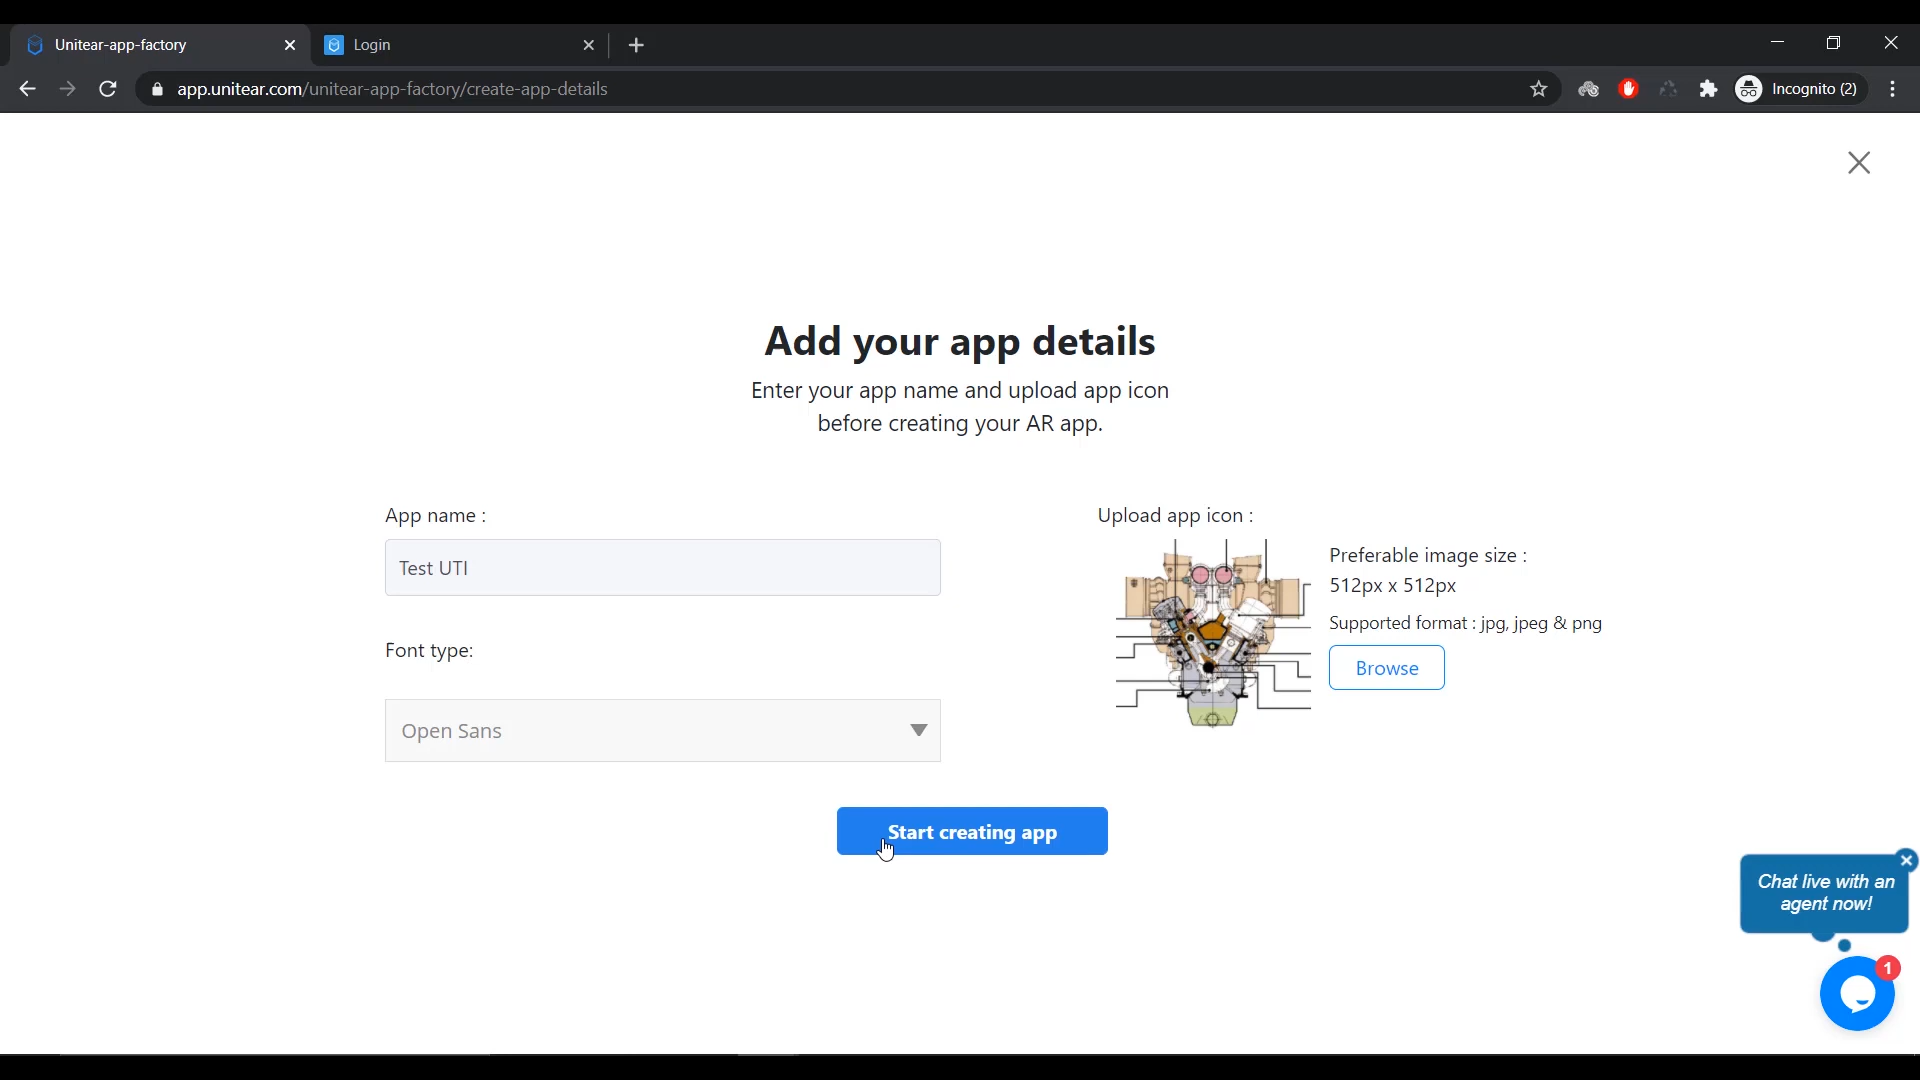 Unitear-app-factory
Login
app.unitear.com/unitear-app-factory/create-app-details
Incognito (2)
Add your app details
Enter your app name and upload app icon
before creating your AR app.
App name :
Test UTI
Font type:
Open Sans
Upload app icon :
Preferable image size :
512px x 512px
Supported format : jpg, jpeg & png
Browse
Start creating app
Chat live with an
agent now!
1